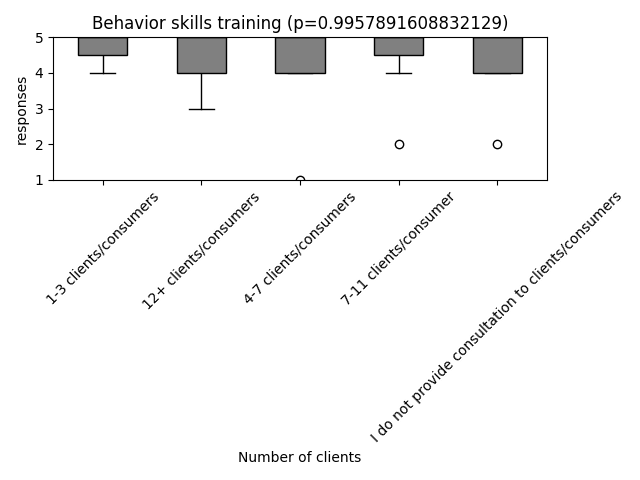 Behavior skills training (p=0.9957891608832129)
responses
5
4
3
2
1
1-3 clients/consumers
12+ clients/consumers
4-7 clients/consumers
7-11 clients/consumer
I do not provide consultation to clients/consumers
Number of clients